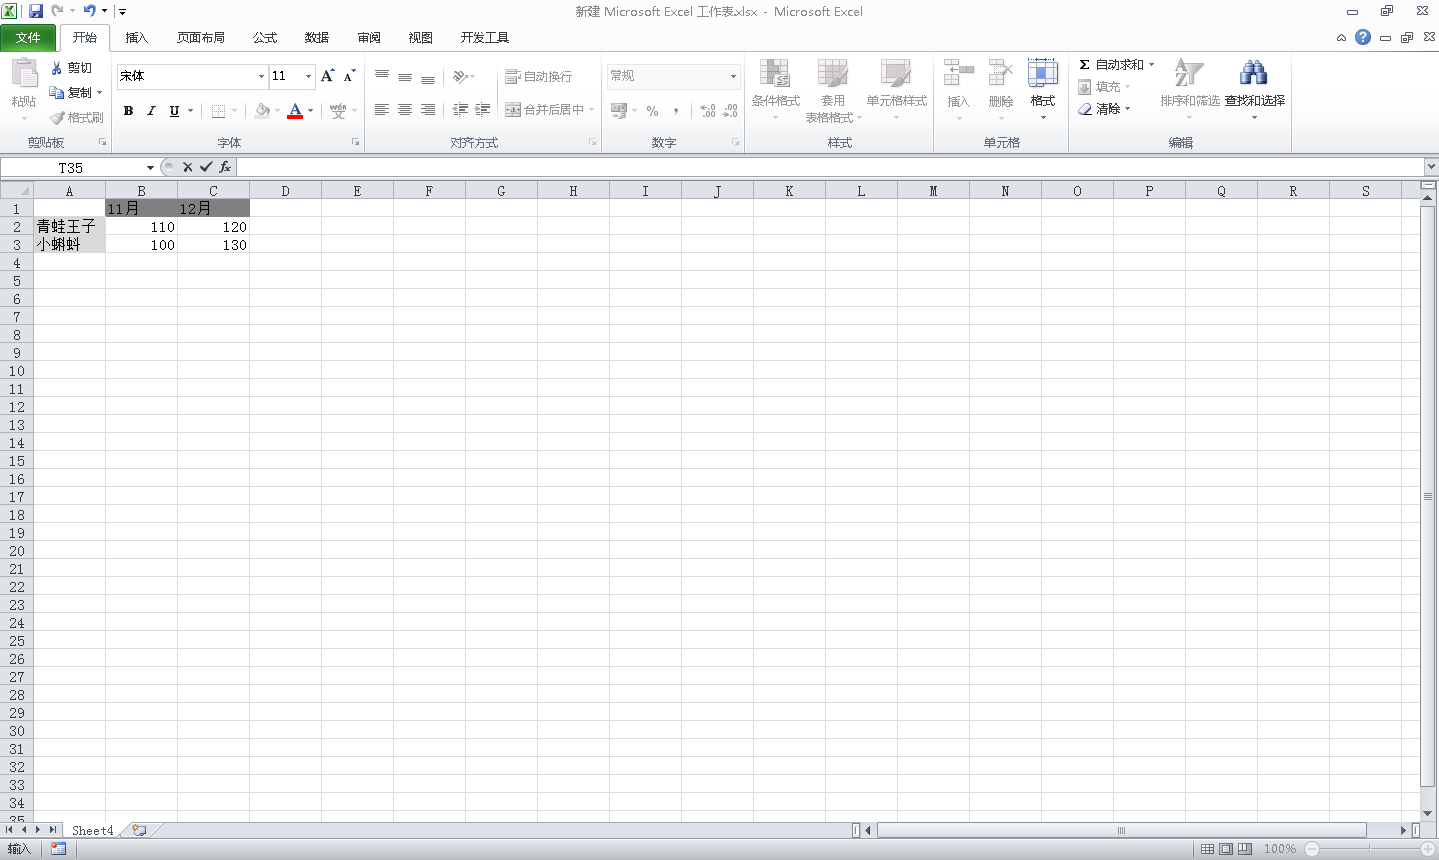 新建 Microsoft Excel 工作表.xlsx - Microsoft Excel
文件 开始 插入 页面布局 公式 数据 审阅 视图 开发工具
粘贴
剪切
复制
格式刷
剪贴板
宋体 11
B I U A wén
字体
自动换行
合并后居中
对齐方式
常规
% , .00 .0
数字
条件格式 套用表格格式 单元格样式
样式
插入 删除 格式
单元格
Σ 自动求和
填充
清除
排序和筛选 查找和选择
编辑
T35 fx
A B C D E F G H I J K L M N O P Q R S
1 11月 12月
2 青蛙王子 110 120
3 小蝌蚪 100 130
4
5
6
7
8
9
10
11
12
13
14
15
16
17
18
19
20
21
22
23
24
25
26
27
28
29
30
31
32
33
34
35
Sheet4
输入 100%